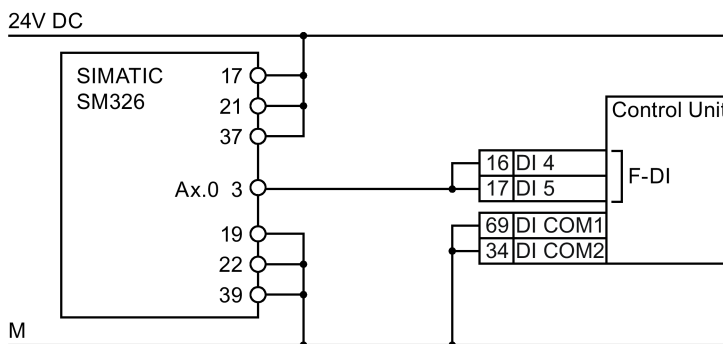 24V DC
SIMATIC
SM326
17
21
37
Ax.0 3
19
22
39
Control Unit
16 DI 4
17 DI 5
F-DI
69 DI COM1
34 DI COM2
M